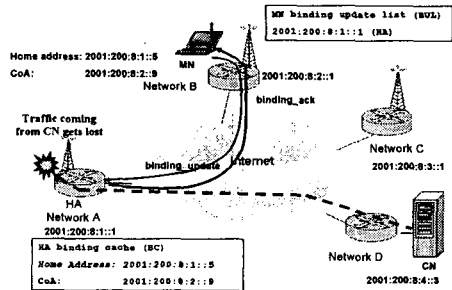 MN binding update list (BUL)
2001:200:8:1::1 (HA)
MN
Home address: 2001:200:8:1::5
CoA: 2001:200:8:2::9
Network B
2001:200:8:2::1
binding_ack
Traffic coming
from CN gets lost
binding_update
Internet
Network C
2001:200:8:3::1
HA
Network A
2001:200:8:1::1
Network D
CN
2001:200:8:4::3
HA binding cache (BC)
Home Address: 2001:200:8:1::5
CoA: 2001:200:8:2::9